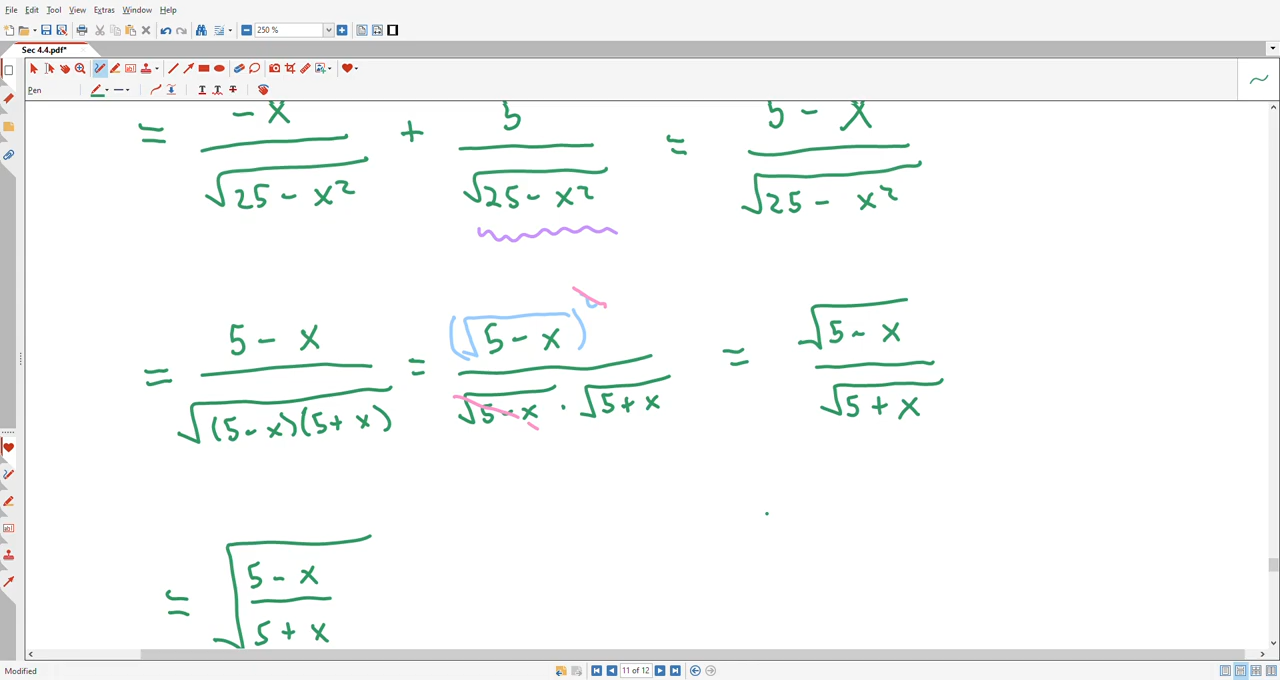 File Edit Tool View Extras Window Help
250 %
Sec 4.4.pdf*
Pen
= -x/√(25 - x²) + 5/√(25 - x²) = (5 - x)/√(25 - x²)
= (5 - x)/√((5-x)(5+x)) = (√(5 - x))²/(√(5-x) · √(5+x)) = √(5-x)/√(5+x)
= √((5-x)/(5+x))
Modified 11 of 12